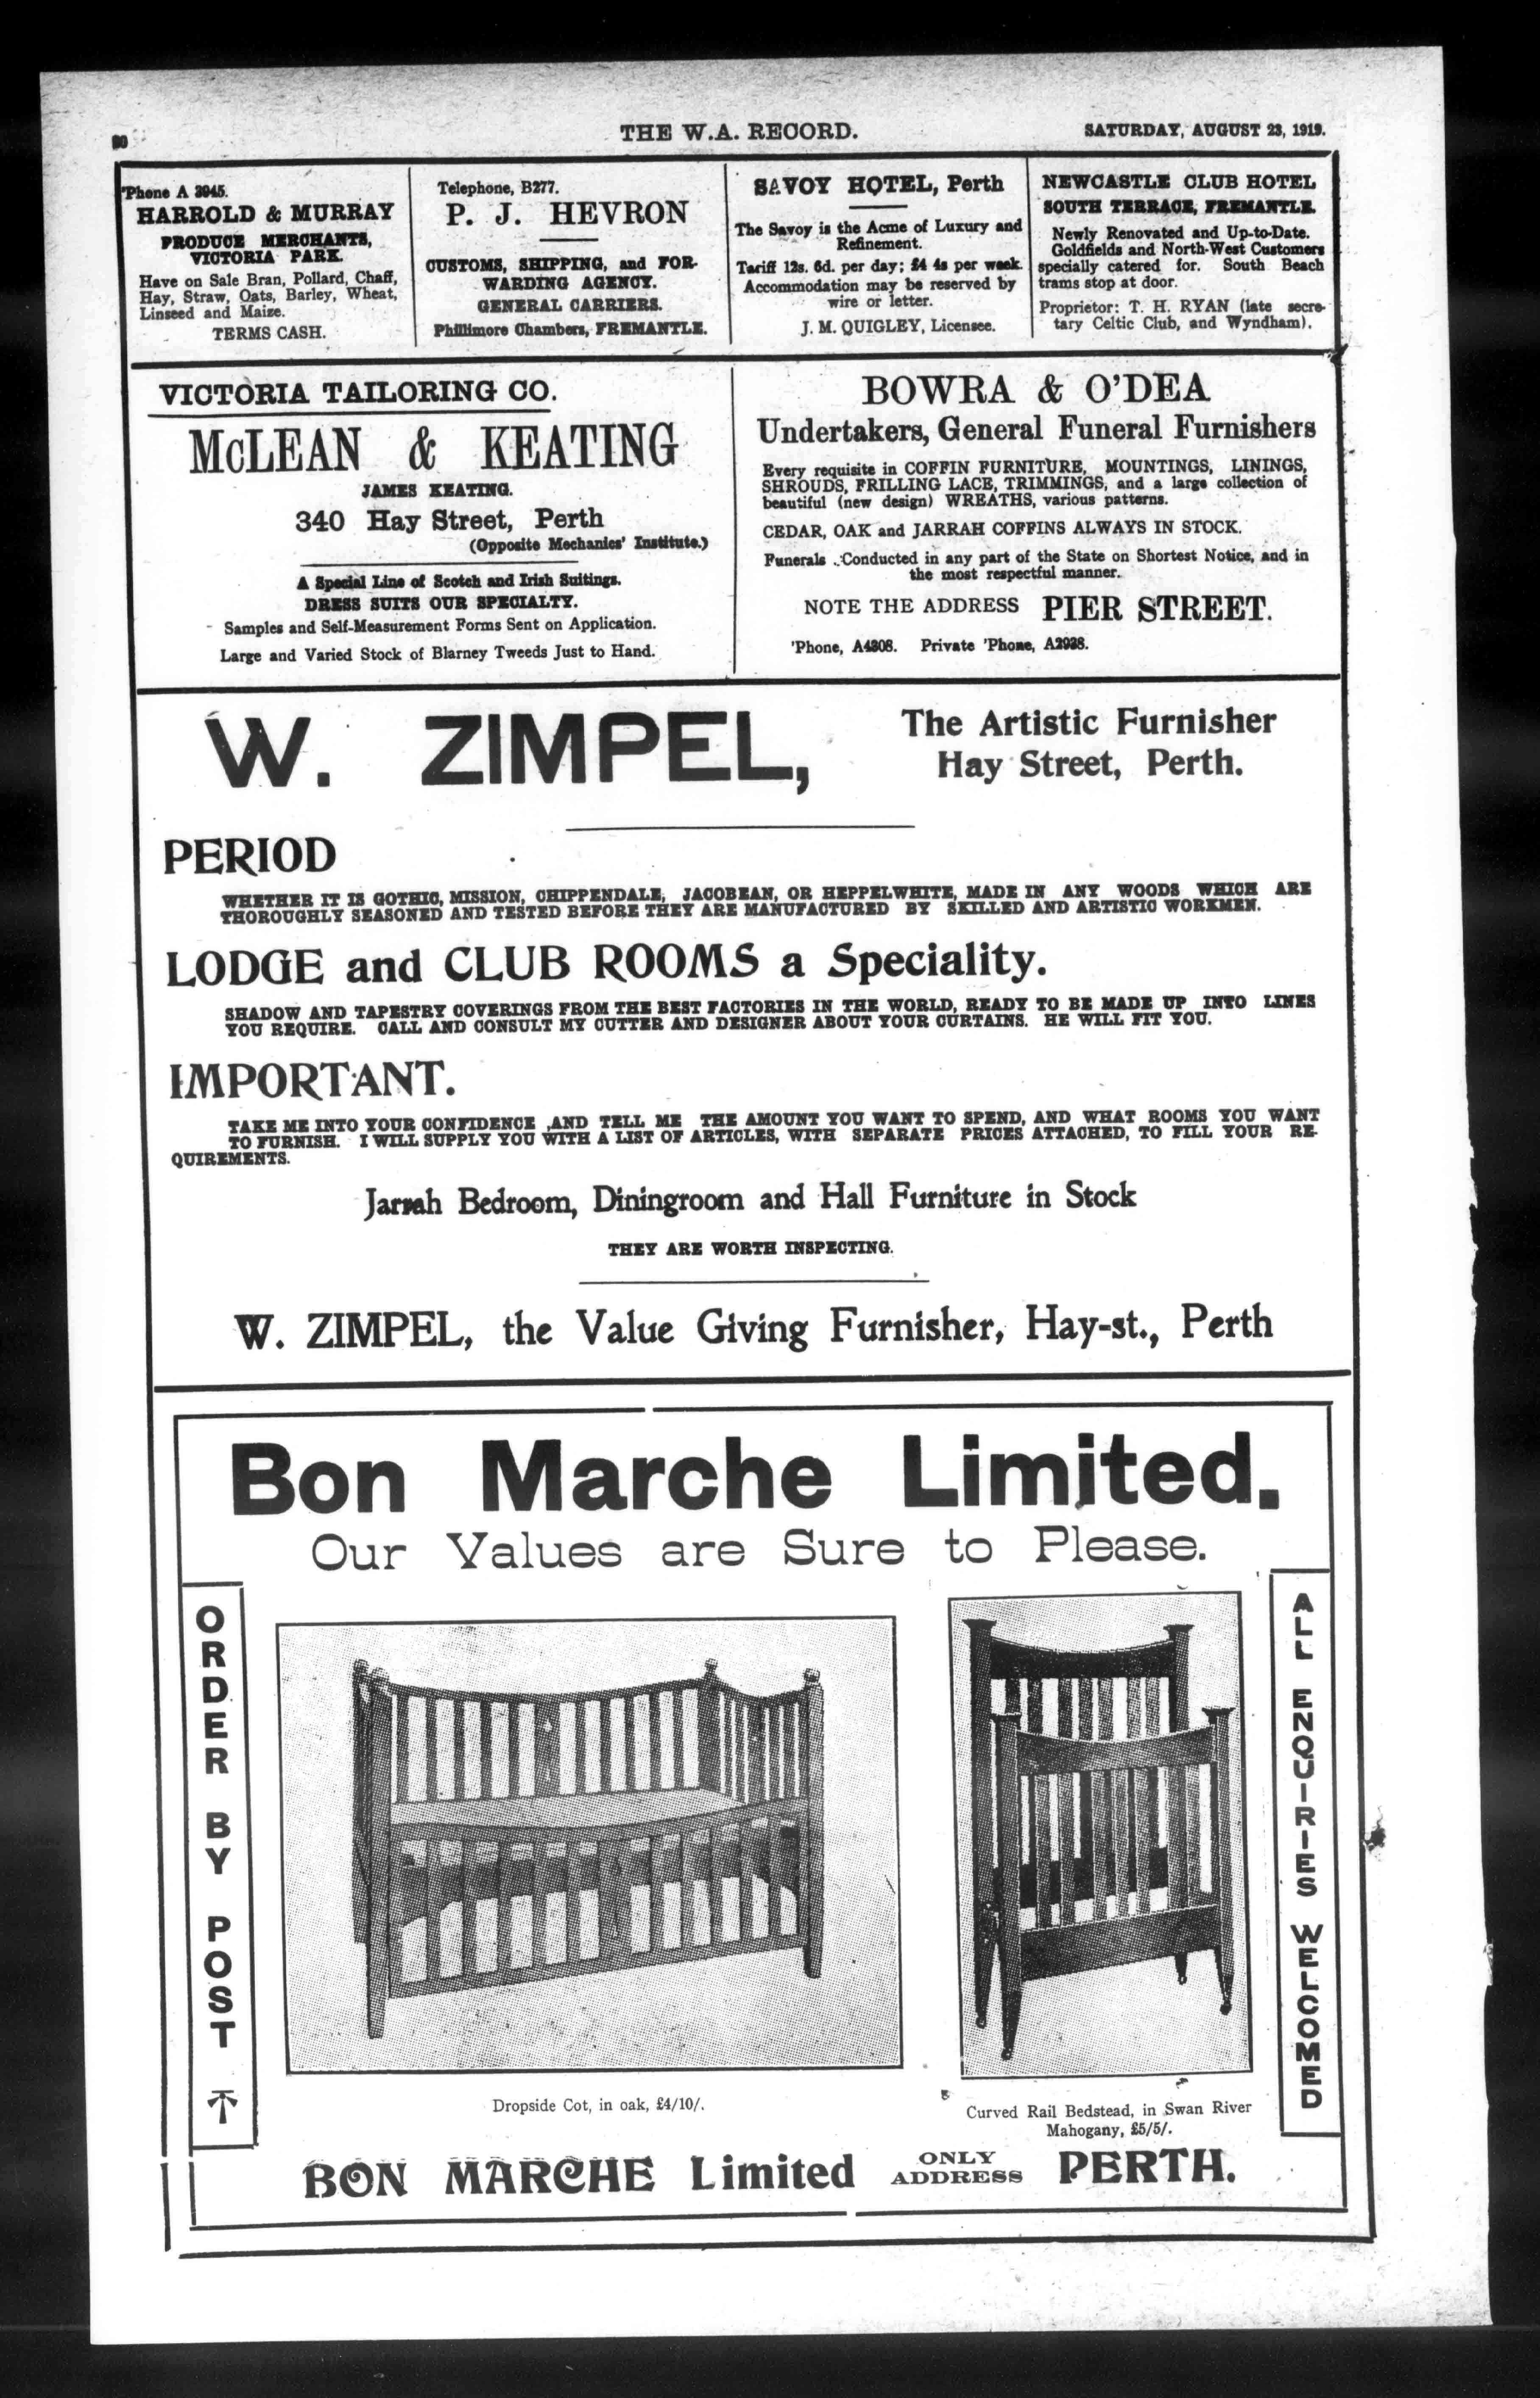 THE W.A. RECORD.
SATURDAY, AUGUST 23, 1919.
'Phone A 3945.
HARROLD & MURRAY
PRODUCE MERCHANTS,
VICTORIA PARK.
Have on Sale Bran, Pollard, Chaff,
Hay, Straw, Oats, Barley, Wheat,
Linseed and Maize.
TERMS CASH.
Telephone, B277.
P. J. HEVRON
CUSTOMS, SHIPPING, and FOR-
WARDING AGENCY.
GENERAL CARRIERS.
Phillimore Chambers, FREMANTLE.
SAVOY HOTEL, Perth
The Savoy is the Acme of Luxury and
Refinement.
Tariff 12s. 6d. per day; £4 4s per week.
Accommodation may be reserved by
wire or letter.
J. M. QUIGLEY, Licensee.
NEWCASTLE CLUB HOTEL
SOUTH TERRACE, FREMANTLE.
Newly Renovated and Up-to-Date.
Goldfields and North-West Customers
specially catered for. South Beach
trams stop at door.
Proprietor: T. H. RYAN (late secre-
tary Celtic Club, and Wyndham).
VICTORIA TAILORING CO.
McLEAN & KEATING
JAMES KEATING.
340 Hay Street, Perth
(Opposite Mechanics' Institute.)
A Special Line of Scotch and Irish Suitings.
DRESS SUITS OUR SPECIALTY.
Samples and Self-Measurement Forms Sent on Application.
Large and Varied Stock of Blarney Tweeds Just to Hand.
BOWRA & O'DEA
Undertakers, General Funeral Furnishers
Every requisite in COFFIN FURNITURE, MOUNTINGS, LININGS,
SHROUDS, FRILLING LACE, TRIMMINGS, and a large collection of
beautiful (new design) WREATHS, various patterns.
CEDAR, OAK and JARRAH COFFINS ALWAYS IN STOCK.
Funerals Conducted in any part of the State on Shortest Notice, and in
the most respectful manner.
NOTE THE ADDRESS PIER STREET.
'Phone, A4308. Private 'Phone, A2938.
W. ZIMPEL,
The Artistic Furnisher
Hay Street, Perth.
PERIOD
WHETHER IT IS GOTHIC, MISSION, CHIPPENDALE, JACOBEAN, OR HEPPELWHITE, MADE IN ANY WOODS WHICH ARE
THOROUGHLY SEASONED AND TESTED BEFORE THEY ARE MANUFACTURED BY SKILLED AND ARTISTIC WORKMEN.
LODGE and CLUB ROOMS a Speciality.
SHADOW AND TAPESTRY COVERINGS FROM THE BEST FACTORIES IN THE WORLD, READY TO BE MADE UP INTO LINES
YOU REQUIRE. CALL AND CONSULT MY CUTTER AND DESIGNER ABOUT YOUR CURTAINS. HE WILL FIT YOU.
IMPORTANT.
TAKE ME INTO YOUR CONFIDENCE ,AND TELL ME THE AMOUNT YOU WANT TO SPEND, AND WHAT ROOMS YOU WANT
TO FURNISH. I WILL SUPPLY YOU WITH A LIST OF ARTICLES, WITH SEPARATE PRICES ATTACHED, TO FILL YOUR RE-
QUIREMENTS.
Jarrah Bedroom, Diningroom and Hall Furniture in Stock
THEY ARE WORTH INSPECTING.
W. ZIMPEL, the Value Giving Furnisher, Hay-st., Perth
Bon Marche Limited.
Our Values are Sure to Please.
ORDER BY POST
ALL ENQUIRIES WELCOMED
Dropside Cot, in oak, £4/10/.
Curved Rail Bedstead, in Swan River
Mahogany, £5/5/.
BON MARCHE Limited ONLY ADDRESS PERTH.